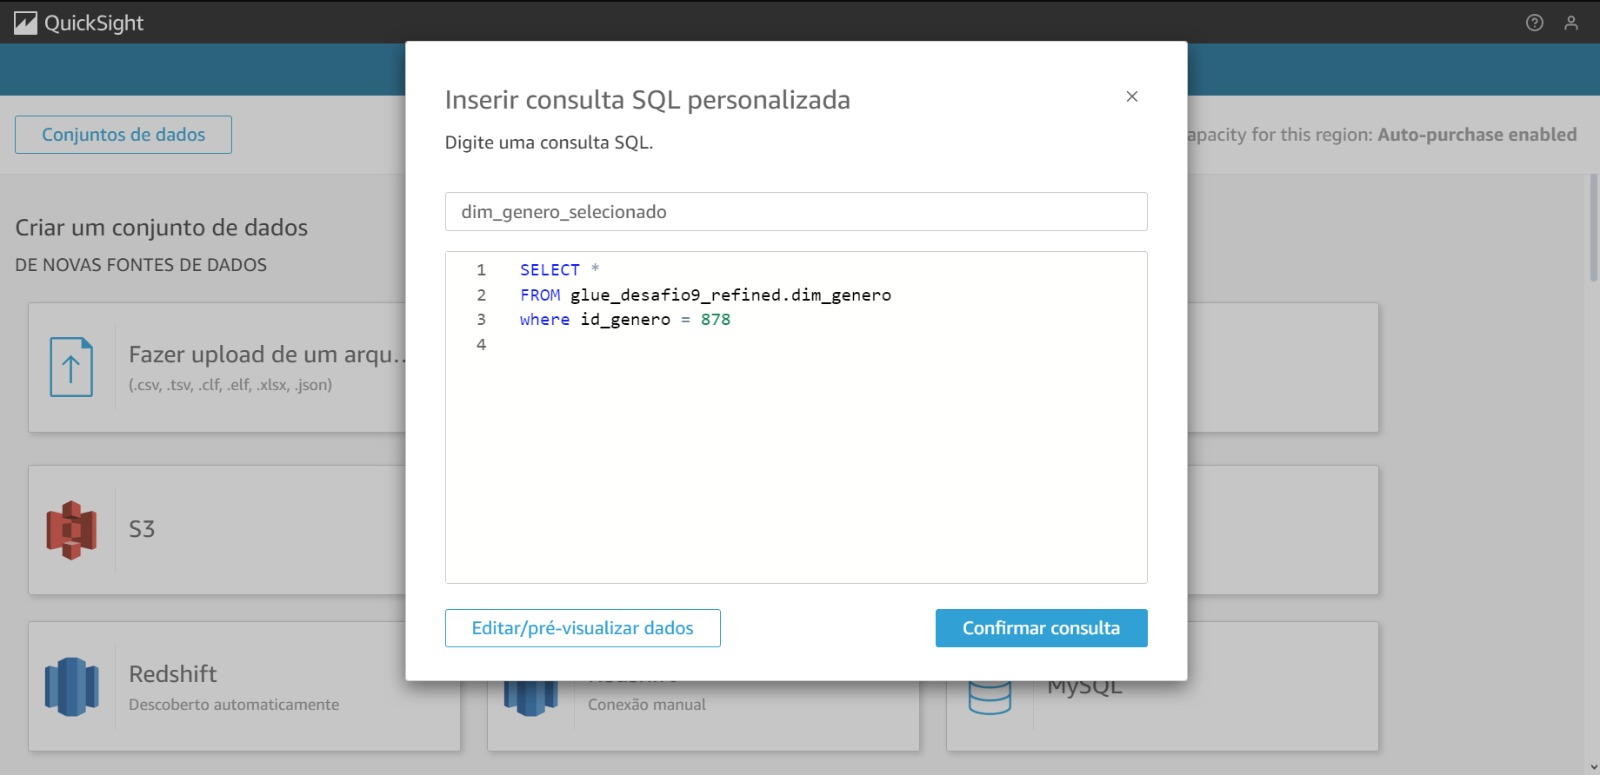 QuickSight
Inserir consulta SQL personalizada
Digite uma consulta SQL.
Conjuntos de dados
apacity for this region: Auto-purchase enabled
dim_genero_selecionado
Criar um conjunto de dados
DE NOVAS FONTES DE DADOS
1 SELECT *
2 FROM glue_desafio9_refined.dim_genero
3 where id_genero = 878
4
Fazer upload de um arqu...
(.csv, .tsv, .clf, .elf, .xlsx, .json)
S3
Editar/pré-visualizar dados
Confirmar consulta
Redshift
Descoberto automaticamente
Redshift
Conexão manual
MySQL